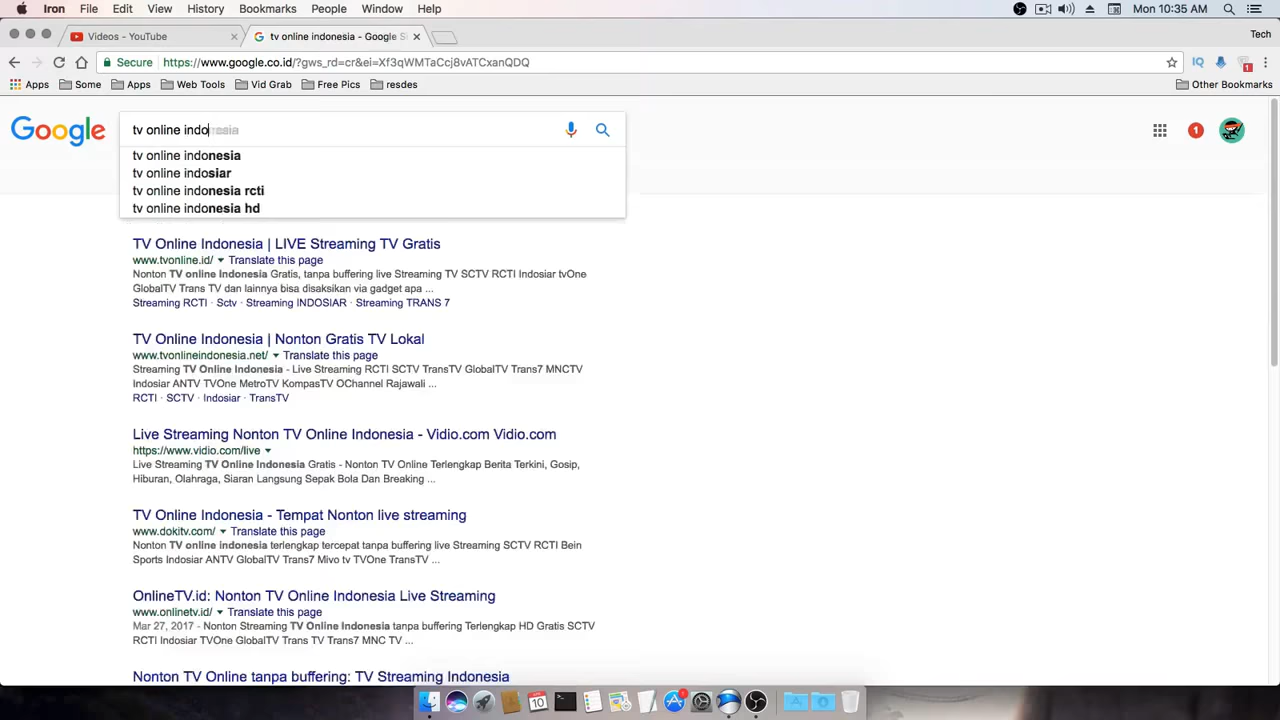 Iron File Edit View History Bookmarks People Window Help Mon 10:35 AM
Videos - YouTube tv online indonesia - Google S Tech
Secure https://www.google.co.id/?gws_rd=cr&ei=Xf3qWMTaCcj8vATCxanQDQ
Apps Some Apps Web Tools Vid Grab Free Pics resdes Other Bookmarks
Google tv online indonesia 1
tv online indonesia
tv online indosiar
tv online indonesia rcti
tv online indonesia hd
TV Online Indonesia | LIVE Streaming TV Gratis
www.tvonline.id/ Translate this page
Nonton TV online Indonesia Gratis, tanpa buffering live Streaming TV SCTV RCTI Indosiar tvOne
GlobalTV Trans TV dan lainnya bisa disaksikan via gadget apa ...
Streaming RCTI · Sctv · Streaming INDOSIAR · Streaming TRANS 7
TV Online Indonesia | Nonton Gratis TV Lokal
www.tvonlineindonesia.net/ Translate this page
Streaming TV Online Indonesia - Live Streaming RCTI SCTV TransTV GlobalTV Trans7 MNCTV
Indosiar ANTV TVOne MetroTV KompasTV OChannel Rajawali ...
RCTI · SCTV · Indosiar · TransTV
Live Streaming Nonton TV Online Indonesia - Vidio.com Vidio.com
https://www.vidio.com/live
Live Streaming TV Online Indonesia Gratis - Nonton TV Online Terlengkap Berita Terkini, Gosip,
Hiburan, Olahraga, Siaran Langsung Sepak Bola Dan Breaking ...
TV Online Indonesia - Tempat Nonton live streaming
www.dokitv.com/ Translate this page
Nonton TV online indonesia terlengkap tercepat tanpa buffering live Streaming SCTV RCTI Bein
Sports Indosiar ANTV GlobalTV Trans7 Mivo tv TVOne TransTV ...
OnlineTV.id: Nonton TV Online Indonesia Live Streaming
www.onlinetv.id/ Translate this page
Mar 27, 2017 - Nonton Streaming TV Online Indonesia tanpa buffering Terlengkap HD Gratis SCTV
RCTI Indosiar TVOne GlobalTV Trans TV Trans7 MNC TV ...
Nonton TV Online tanpa buffering: TV Streaming Indonesia